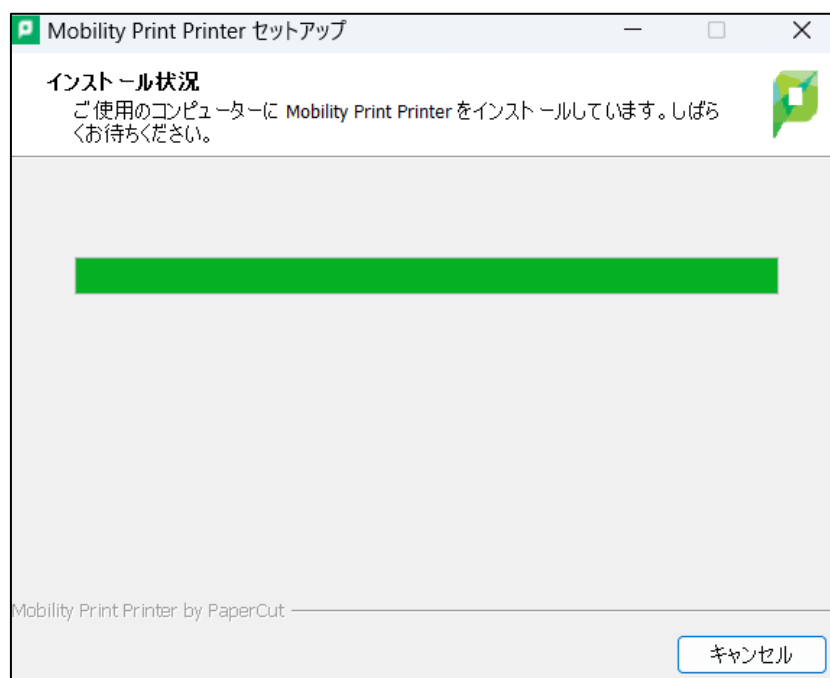 Mobility Print Printer セットアップ
インストール状況
ご使用のコンピューターに Mobility Print Printer をインストールしています。しばら
くお待ちください。
Mobility Print Printer by PaperCut
キャンセル